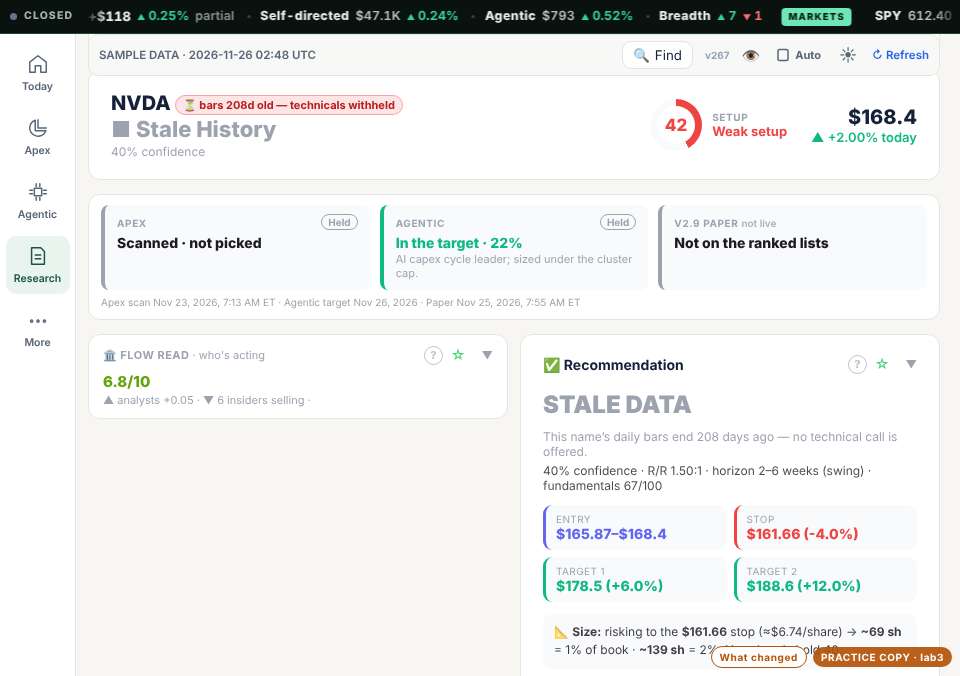 CLOSED +$118 ▲0.25% partial · Self-directed $47.1K ▲0.24% · Agentic $793 ▲0.52% · Breadth ▲7 ▼1 MARKETS SPY 612.40
SAMPLE DATA · 2026-11-26 02:48 UTC
Find v267 Auto Refresh
Today
Apex
Agentic
Research
More
NVDA ⏳ bars 208d old — technicals withheld
Stale History
40% confidence
42
SETUP
Weak setup
$168.4
▲ +2.00% today
APEX Held
Scanned · not picked
AGENTIC Held
In the target · 22%
AI capex cycle leader; sized under the cluster
cap.
V2.9 PAPER not live
Not on the ranked lists
Apex scan Nov 23, 2026, 7:13 AM ET · Agentic target Nov 26, 2026 · Paper Nov 25, 2026, 7:55 AM ET
🏛️ FLOW READ · who's acting ? ☆ ▼
6.8/10
▲ analysts +0.05 · ▼ 6 insiders selling ·
✅ Recommendation ? ☆ ▼
STALE DATA
This name's daily bars end 208 days ago — no technical call is
offered.
40% confidence · R/R 1.50:1 · horizon 2–6 weeks (swing) ·
fundamentals 67/100
ENTRY
$165.87–$168.4
STOP
$161.66 (-4.0%)
TARGET 1
$178.5 (+6.0%)
TARGET 2
$188.6 (+12.0%)
📐 Size: risking to the $161.66 stop (≈$6.74/share) → ~69 sh
= 1% of book · ~139 sh = 2%
What changed
PRACTICE COPY · lab3